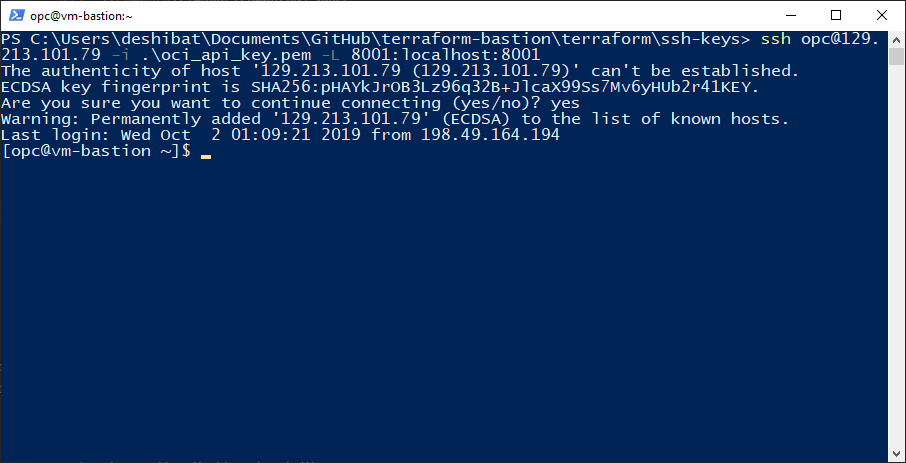 opc@vm-bastion:~
PS C:\Users\deshibat\Documents\GitHub\terraform-bastion\terraform\ssh-keys> ssh opc@129.
213.101.79 -i .\oci_api_key.pem -L 8001:localhost:8001
The authenticity of host '129.213.101.79 (129.213.101.79)' can't be established.
ECDSA key fingerprint is SHA256:pHAYkJrOB3Lz96q32B+JlcaX99Ss7Mv6yHUb2r41KEY.
Are you sure you want to continue connecting (yes/no)? yes
Warning: Permanently added '129.213.101.79' (ECDSA) to the list of known hosts.
Last login: Wed Oct  2 01:09:21 2019 from 198.49.164.194
[opc@vm-bastion ~]$